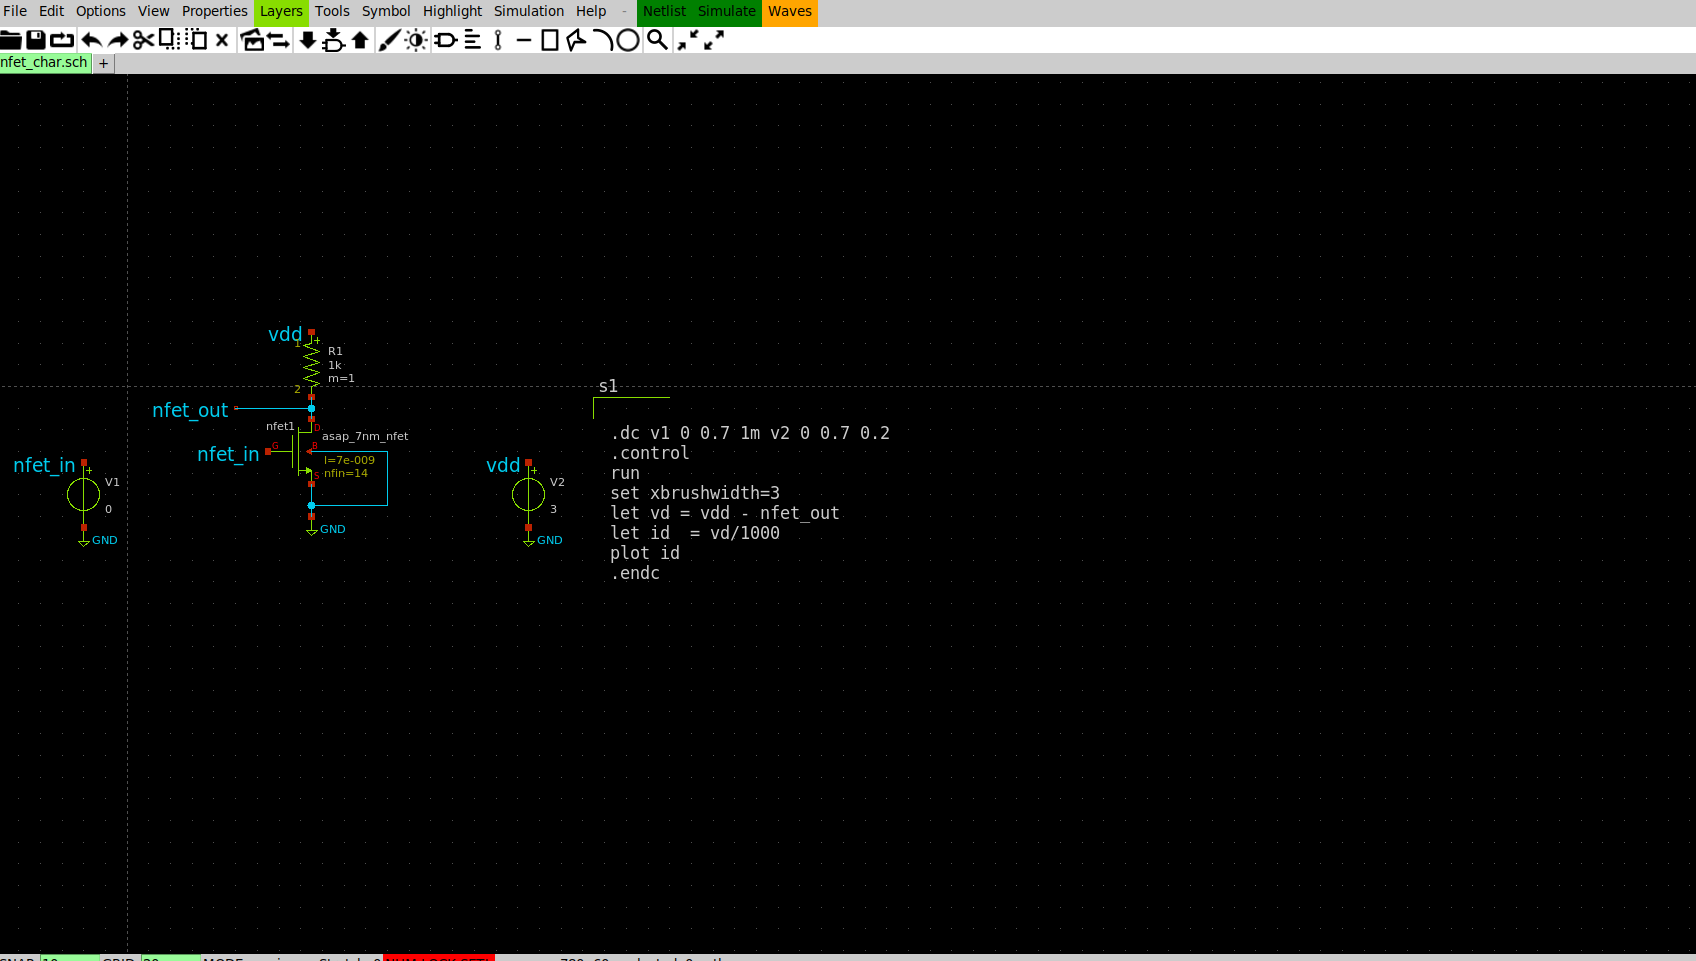 File Edit Options View Properties Layers Tools Symbol Highlight Simulation Help - Netlist Simulate Waves
nfet_char.sch +
vdd
1
+
R1
1k
m=1
2
nfet_out
nfet1
D
asap_7nm_nfet
G
B
nfet_in
l=7e-009
nfin=14
S
GND
nfet_in
+
V1
0
GND
vdd
+
V2
3
GND
s1
.dc v1 0 0.7 1m v2 0 0.7 0.2
.control
run
set xbrushwidth=3
let vd = vdd - nfet_out
let id  = vd/1000
plot id
.endc